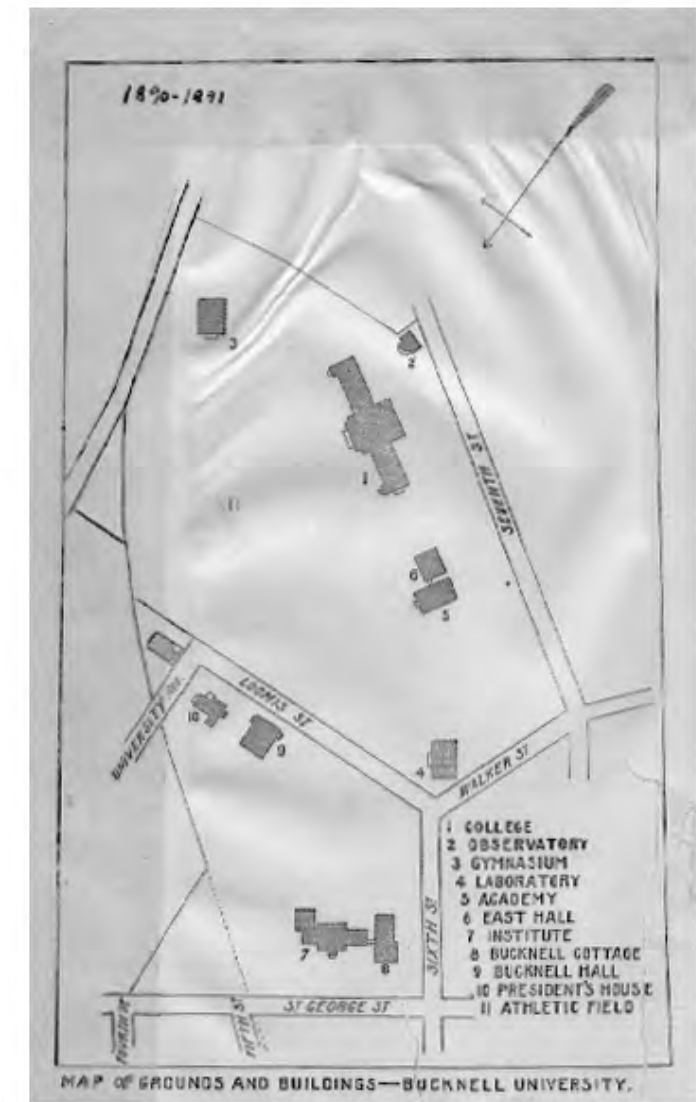 1890-1891
3
2
1
SEVENTH ST
11
6
5
LOOMIS ST
UNIVERSITY AVE.
10
9
4
WALKER ST
1 COLLEGE
2 OBSERVATORY
3 GYMNASIUM
4 LABORATORY
5 ACADEMY
6 EAST HALL
7 INSTITUTE
8 BUCKNELL COTTAGE
9 BUCKNELL HALL
10 PRESIDENT'S HOUSE
11 ATHLETIC FIELD
SIXTH ST
7
8
ST GEORGE ST
FIFTH ST
MAP OF GROUNDS AND BUILDINGS—BUCKNELL UNIVERSITY.